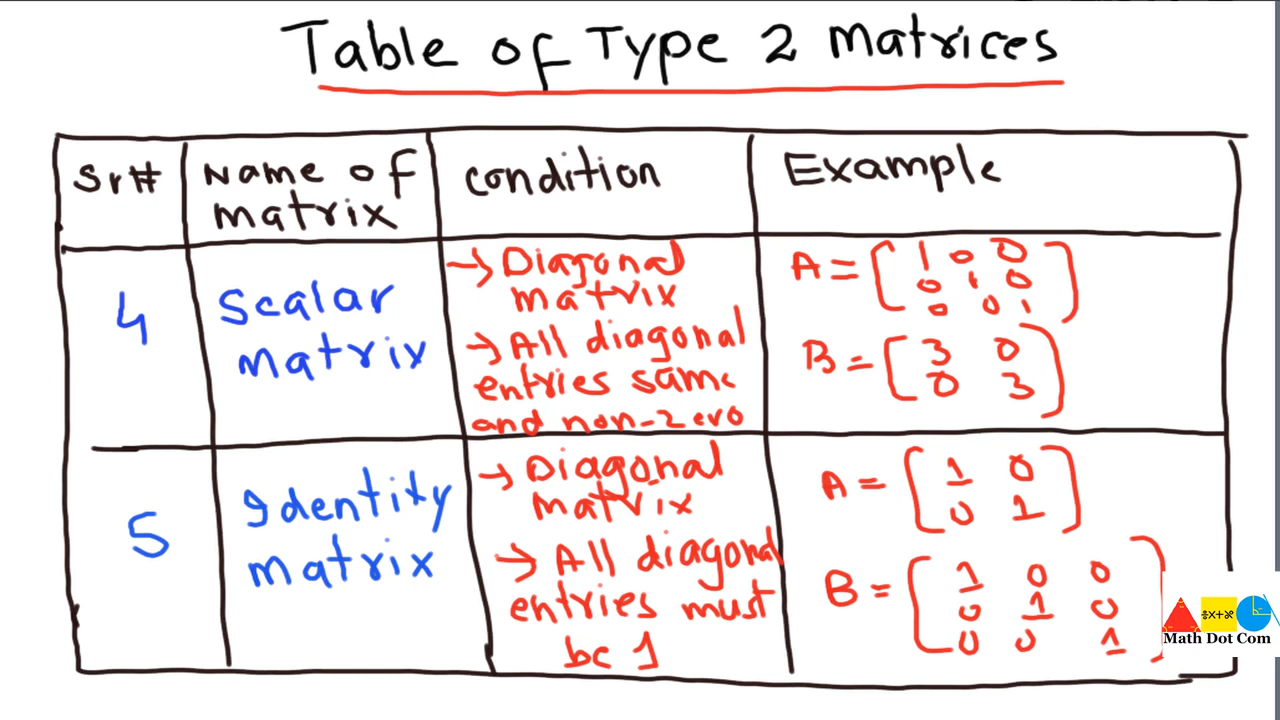 Table of Type 2 Matrices
Sr#
Name of
matrix
condition
Example
4
Scalar
matrix
→ Diagonal
matrix
→ All diagonal
entries same
and non-zero
A = [1 0 0
0 1 0
0 0 1]
B = [3 0
0 3]
5
Identity
matrix
→ Diagonal
matrix
→ All diagonal
entries must
be 1
A = [1 0
0 1]
B = [1 0 0
0 1 0
0 0 1]
Math Dot Com